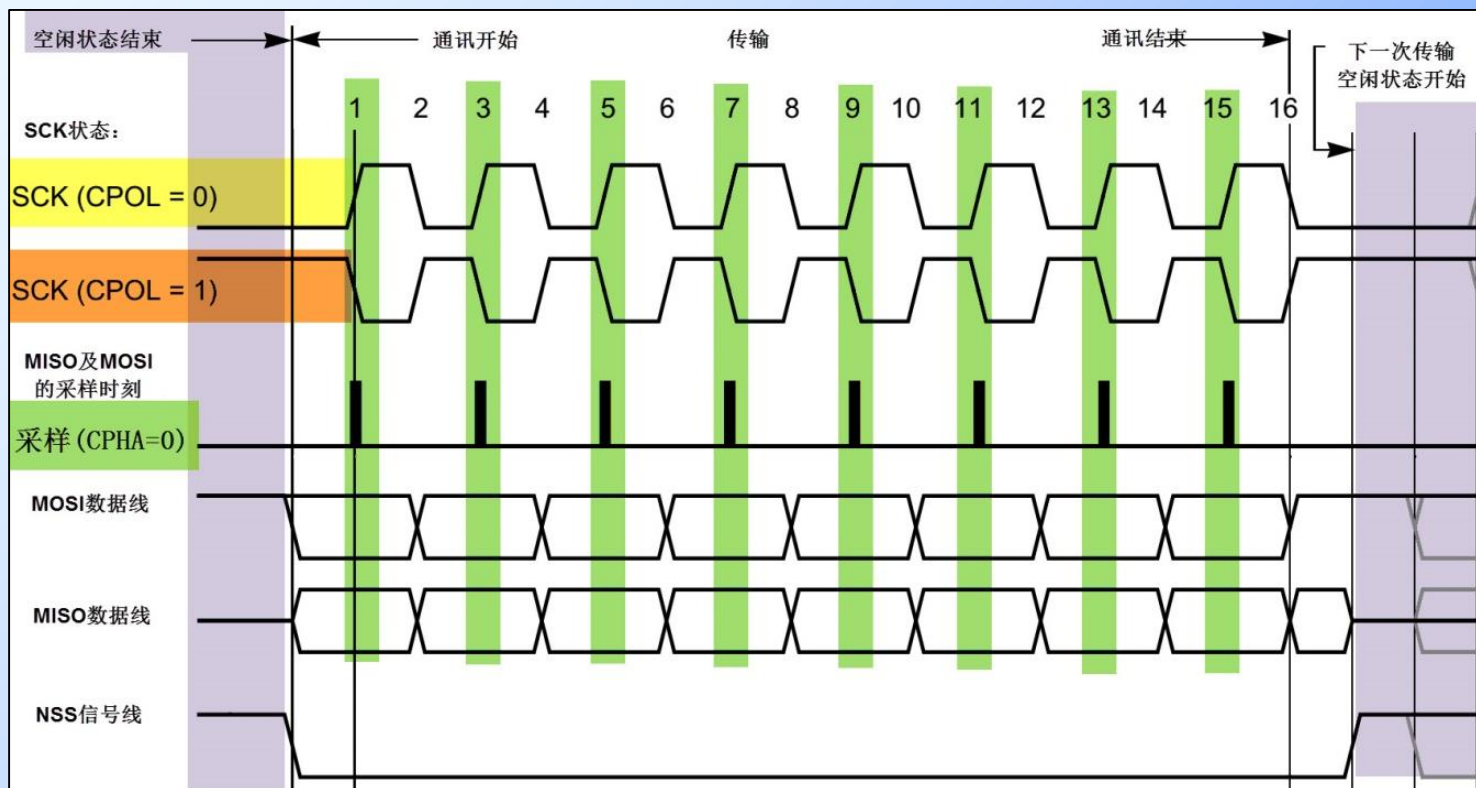 空闲状态结束
通讯开始
传输
通讯结束
下一次传输
空闲状态开始
1 2 3 4 5 6 7 8 9 10 11 12 13 14 15 16
SCK状态：
SCK (CPOL = 0)
SCK (CPOL = 1)
MISO及MOSI
的采样时刻
采样(CPHA=0)
MOSI数据线
MISO数据线
NSS信号线